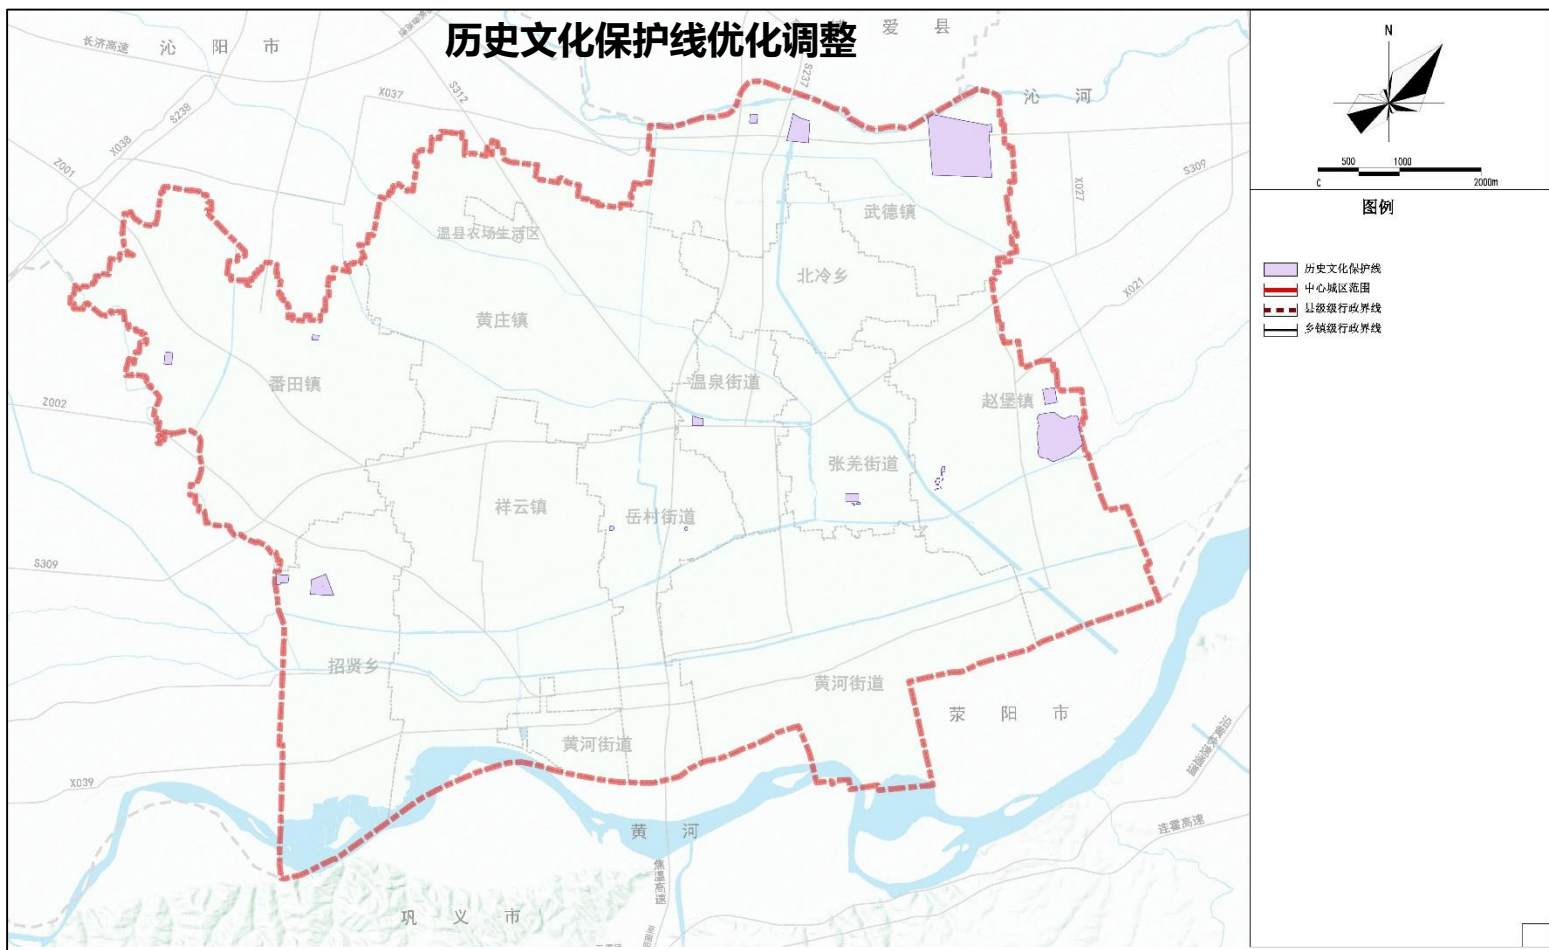 历史文化保护线优化调整
爱 县
长济高速
沁 阳 市
S237
S312
X037
沁 河
S238
X038
Z001
S309
X027
武德镇
温县农场生活区
北冷乡
X021
黄庄镇
番田镇
温泉街道
赵堡镇
Z002
张羌街道
祥云镇
岳村街道
S309
招贤乡
黄河街道
荥 阳 市
黄河街道
X039
黄 河
连霍高速
焦温高速
巩 义 市
N
500
1000
2000m
图例
历史文化保护线
中心城区范围
县级级行政界线
乡镇级行政界线